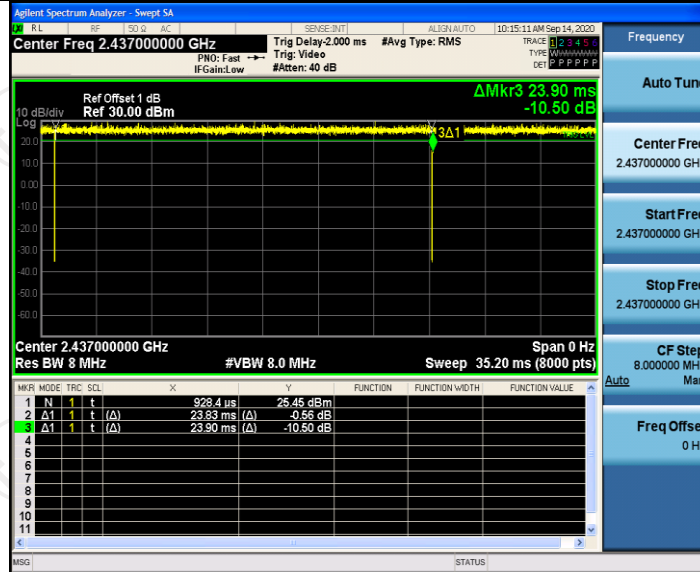 Agilent Spectrum Analyzer - Swept SA
RL RF 50 Ω AC SENSE:INT ALIGN AUTO 10:15:11 AM Sep 14, 2020
Center Freq 2.437000000 GHz
PNO: Fast
IFGain:Low
Trig Delay-2.000 ms
Trig: Video
#Atten: 40 dB
#Avg Type: RMS
TRACE 1 2 3 4 5 6
TYPE
DET P P P P P P
Ref Offset 1 dB
10 dB/div Ref 30.00 dBm
Log
ΔMkr3 23.90 ms
-10.50 dB
3Δ1
20.0
10.0
0.00
-10.0
-20.0
-30.0
-40.0
-50.0
-60.0
Center 2.437000000 GHz Span 0 Hz
Res BW 8 MHz #VBW 8.0 MHz Sweep 35.20 ms (8000 pts)
MKR MODE TRC SCL X Y FUNCTION FUNCTION WIDTH FUNCTION VALUE
1 N 1 t 928.4 us 25.45 dBm
2 Δ1 1 t (Δ) 23.83 ms (Δ) -0.56 dB
3 Δ1 1 t (Δ) 23.90 ms (Δ) -10.50 dB
4
5
6
7
8
9
10
11
MSG STATUS
Frequency
Auto Tune
Center Freq
2.437000000 GH
Start Freq
2.437000000 GH
Stop Freq
2.437000000 GH
CF Step
8.000000 MH
Auto Ma
Freq Offse
0 H